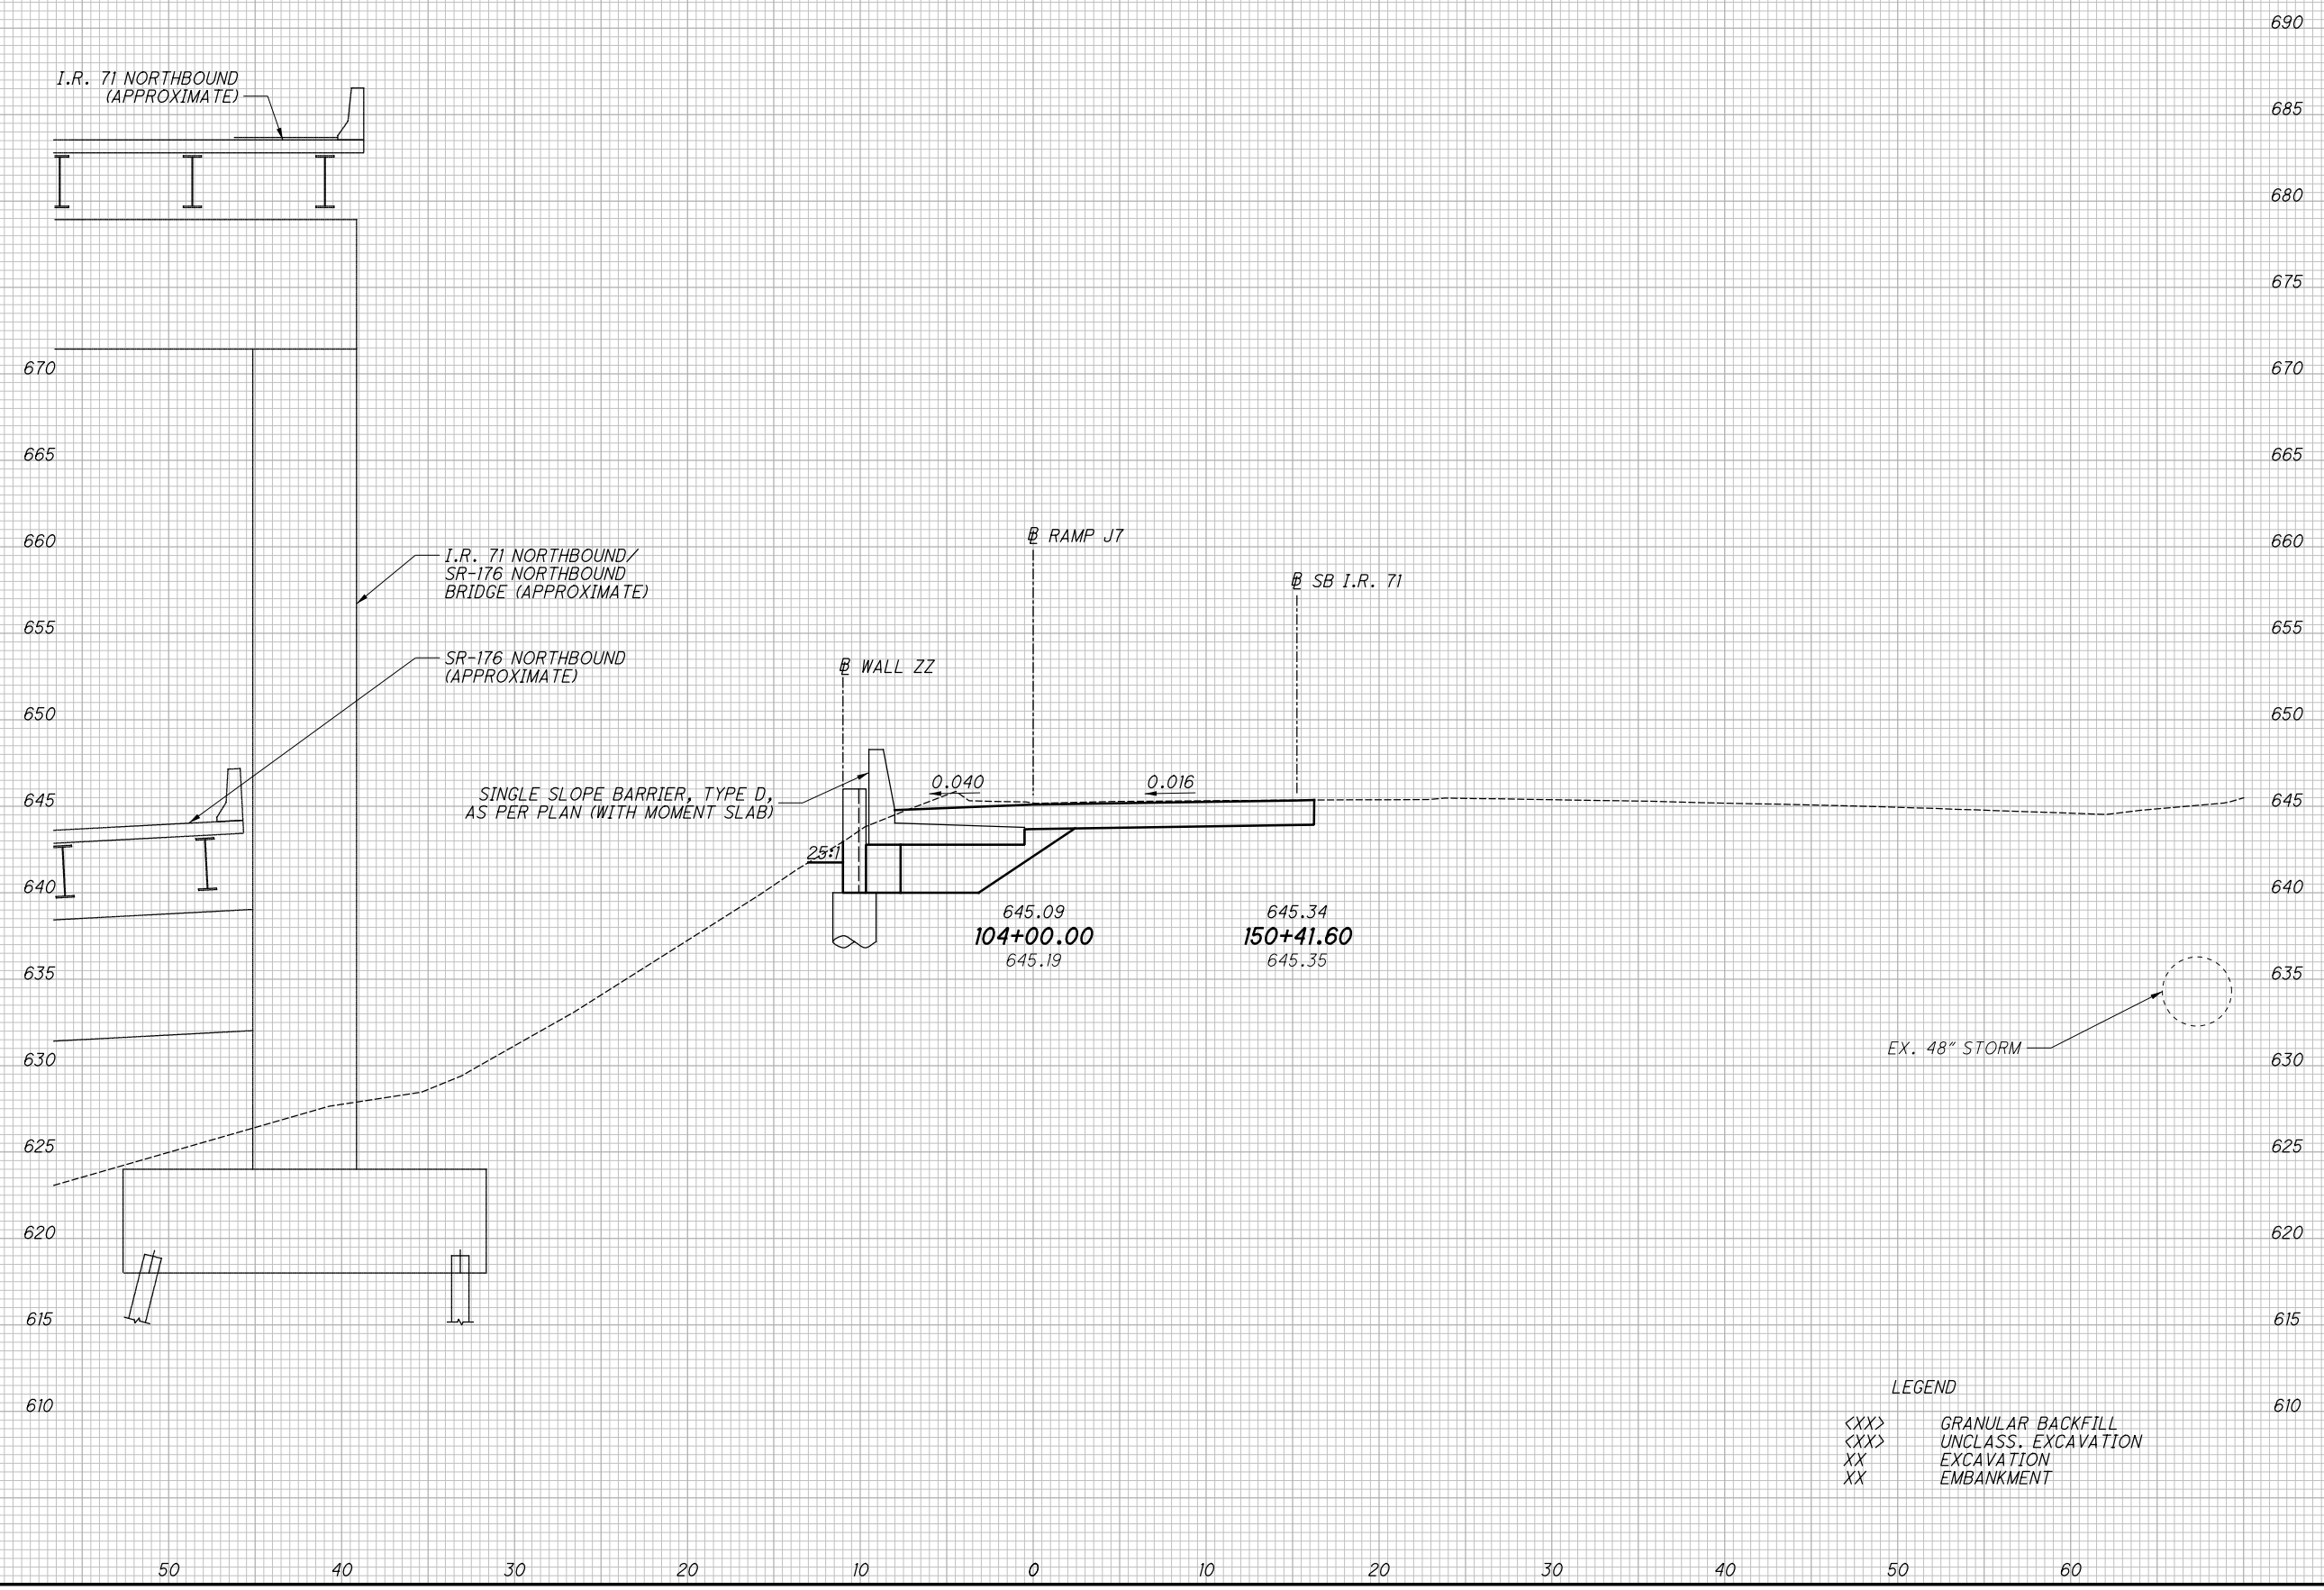 690
I.R. 71 NORTHBOUND
(APPROXIMATE)
685
680
675
670 670
665 665
660 660
℄ RAMP J7
I.R. 71 NORTHBOUND/
SR-176 NORTHBOUND
BRIDGE (APPROXIMATE)
SB I.R. 71
655 655
SR-176 NORTHBOUND
(APPROXIMATE)
WALL ZZ
650 650
SINGLE SLOPE BARRIER, TYPE D,
AS PER PLAN (WITH MOMENT SLAB)
0.040
0.016
645 645
25:1
640 640
645.09
104+00.00
645.19
645.34
150+41.60
645.35
635 635
EX. 48" STORM
630 630
625 625
620 620
615 615
610 610
LEGEND
<XX> GRANULAR BACKFILL
<XX> UNCLASS. EXCAVATION
XX EXCAVATION
XX EMBANKMENT
50 40 30 20 10 0 10 20 30 40 50 60